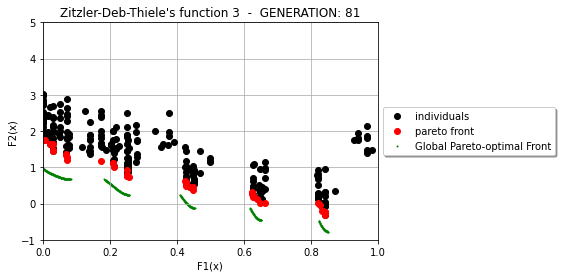 Zitzler-Deb-Thiele's function 3 - GENERATION: 81
5
4
3
2
1
0
−1
F2(x)
0.0 0.2 0.4 0.6 0.8 1.0
F1(x)
individuals
pareto front
Global Pareto-optimal Front